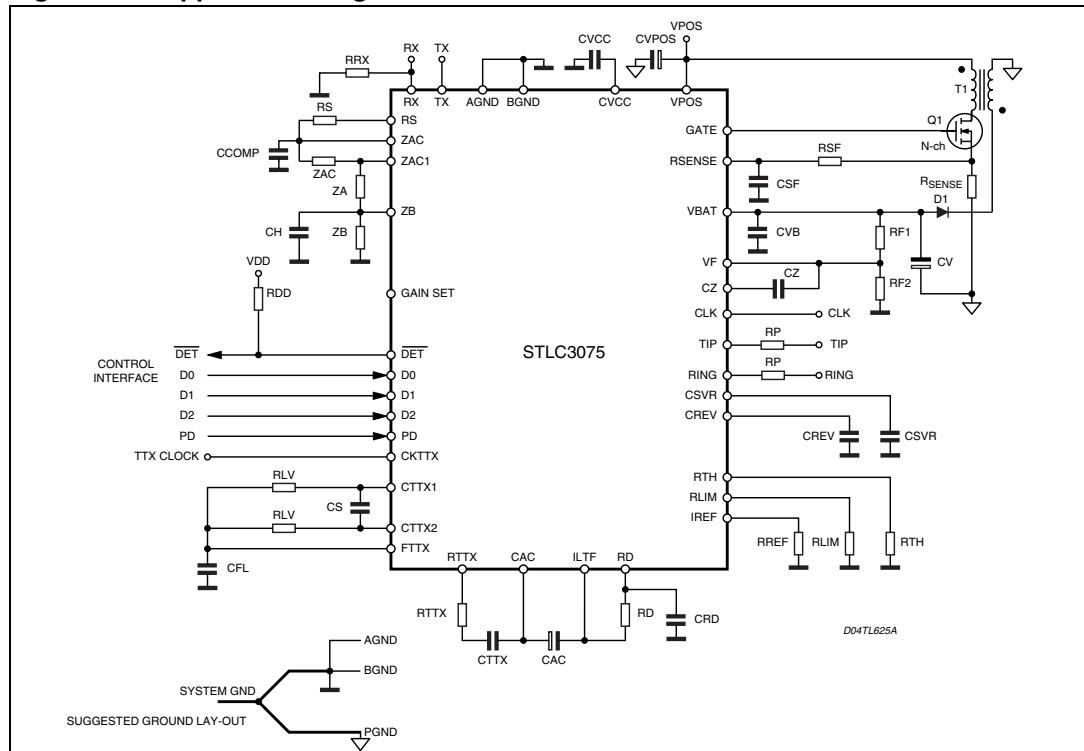 RX TX CVCC CVPOS VPOS
RRX
RX TX AGND BGND CVCC VPOS
T1
RS RS
Q1
GATE
N-ch
CCOMP ZAC
ZAC ZAC1
RSENSE RSF
CSF
RSENSE
ZA
D1
CH ZB ZB
VBAT
CVB RF1
VDD
VF
CV
RDD
CZ CZ RF2
GAIN SET
CLK CLK
STLC3075
TIP RP TIP
DET DET
CONTROL INTERFACE
D0 D0
RING RP RING
D1 D1
CSVR
D2 D2
CREV
CREV CSVR
PD PD
TTX CLOCK CKTTX
RLV CTTX1
RTH
CS
RLIM
RLV CTTX2
IREF
RREF RLIM RTH
FTTX
CFL
RTTX CAC ILTF RD
RTTX RD CRD
CTTX CAC
D04TL625A
AGND
BGND
SYSTEM GND
SUGGESTED GROUND LAY-OUT
PGND